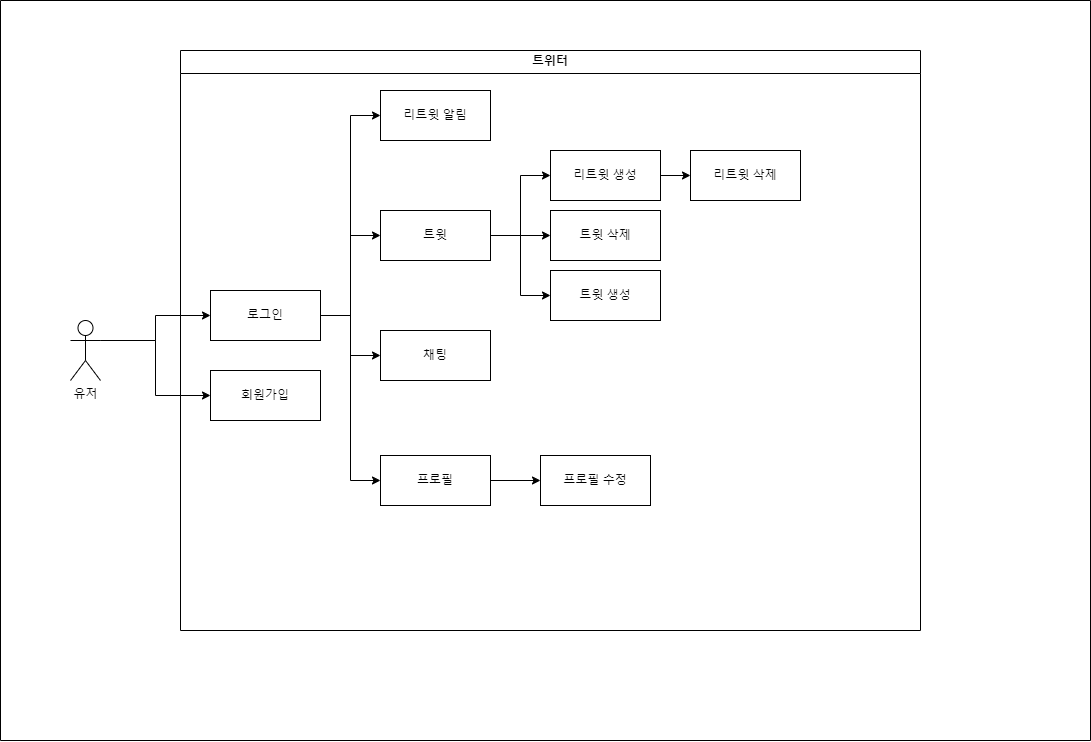 트위터
리트윗 알림
리트윗 생성
리트윗 삭제
트윗
트윗 삭제
트윗 생성
로그인
채팅
유저
회원가입
프로필
프로필 수정